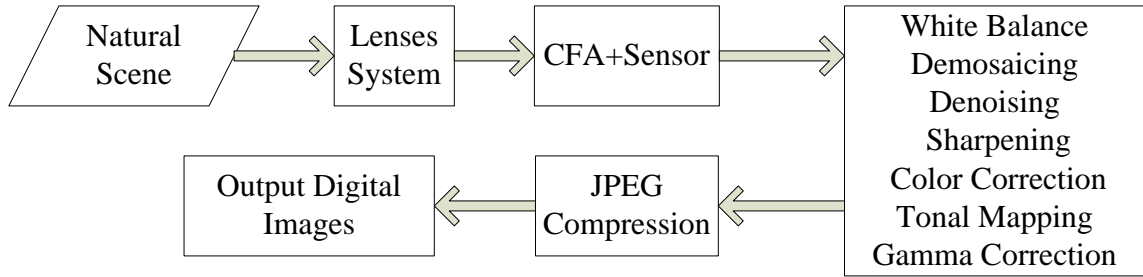 Natural
Scene
Lenses
System
CFA+Sensor
White Balance
Demosaicing
Denoising
Sharpening
Color Correction
Tonal Mapping
Gamma Correction
JPEG
Compression
Output Digital
Images